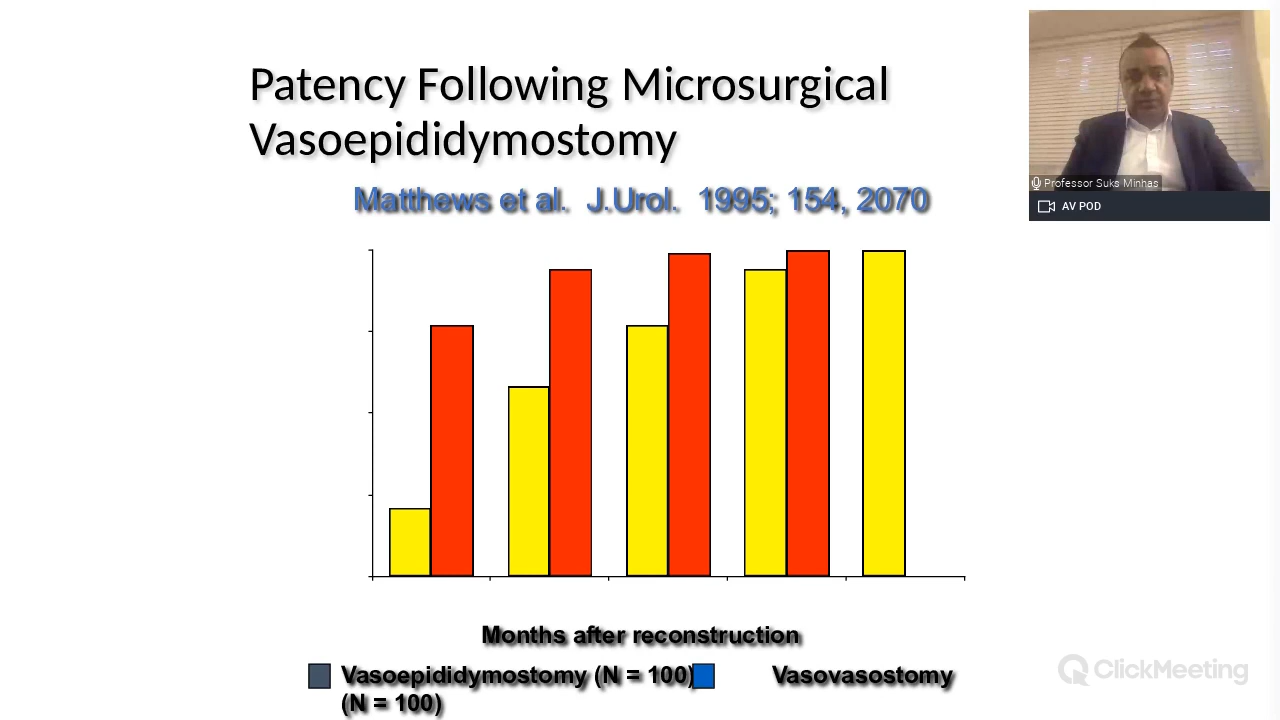 Patency Following Microsurgical
Vasoepididymostomy
Matthews et al. J.Urol. 1995; 154, 2070
Months after reconstruction
Vasoepididymostomy (N = 100) Vasovasostomy
(N = 100)
Professor Suks Minhas
AV POD
ClickMeeting